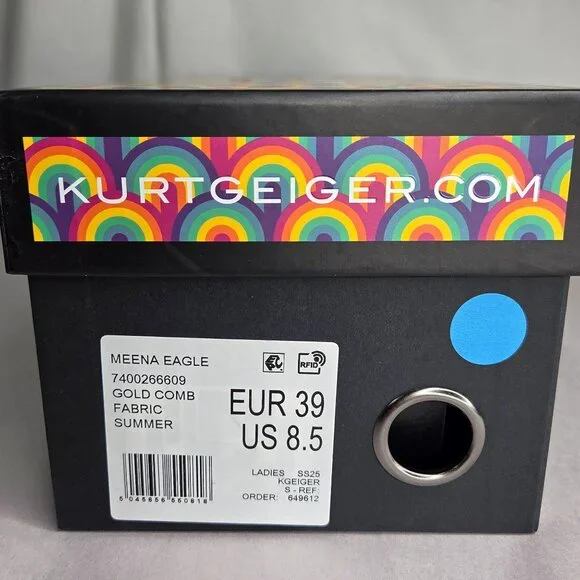 KURTGEIGER.COM
MEENA EAGLE
RFID
7400266609
GOLD COMB
FABRIC
SUMMER
EUR 39
US 8.5
LADIES SS25
KGEIGER
S - REF:
ORDER: 649612
5 045856 550818